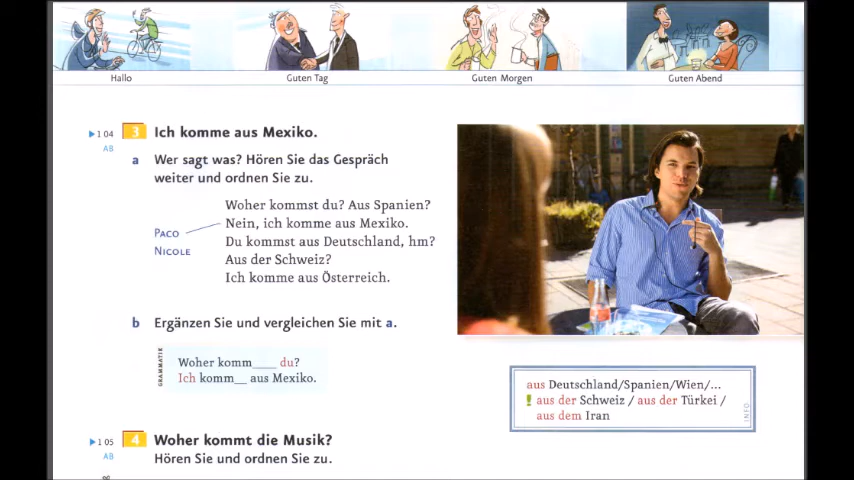 Hallo
Guten Tag
Guten Morgen
Guten Abend
▶1 04
3 Ich komme aus Mexiko.
AB
a Wer sagt was? Hören Sie das Gespräch
weiter und ordnen Sie zu.
Woher kommst du? Aus Spanien?
Nein, ich komme aus Mexiko.
PACO
Du kommst aus Deutschland, hm?
NICOLE
Aus der Schweiz?
Ich komme aus Österreich.
b Ergänzen Sie und vergleichen Sie mit a.
GRAMMATIK
Woher komm____ du?
Ich komm__ aus Mexiko.
aus Deutschland/Spanien/Wien/...
! aus der Schweiz / aus der Türkei /
aus dem Iran
INFO
▶1 05
4 Woher kommt die Musik?
AB
Hören Sie und ordnen Sie zu.